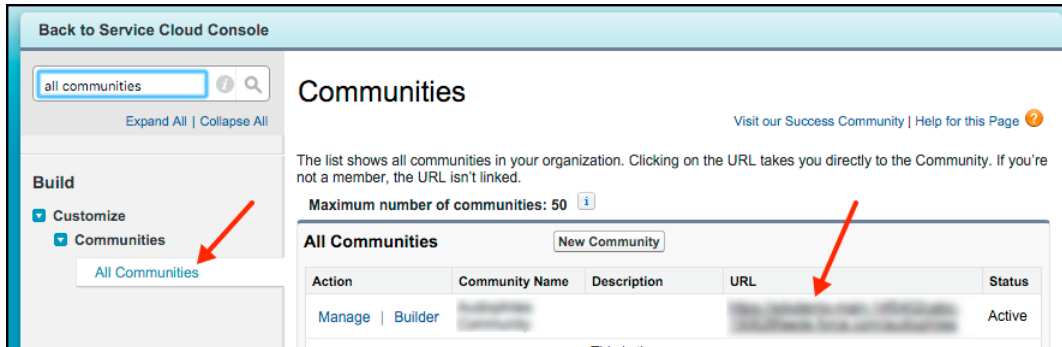 Back to Service Cloud Console
all communities
Expand All | Collapse All
Build
Customize
Communities
All Communities
Communities
Visit our Success Community | Help for this Page
The list shows all communities in your organization. Clicking on the URL takes you directly to the Community. If you're
not a member, the URL isn't linked.
Maximum number of communities: 50
All Communities New Community
Action Community Name Description URL Status
Manage | Builder Active